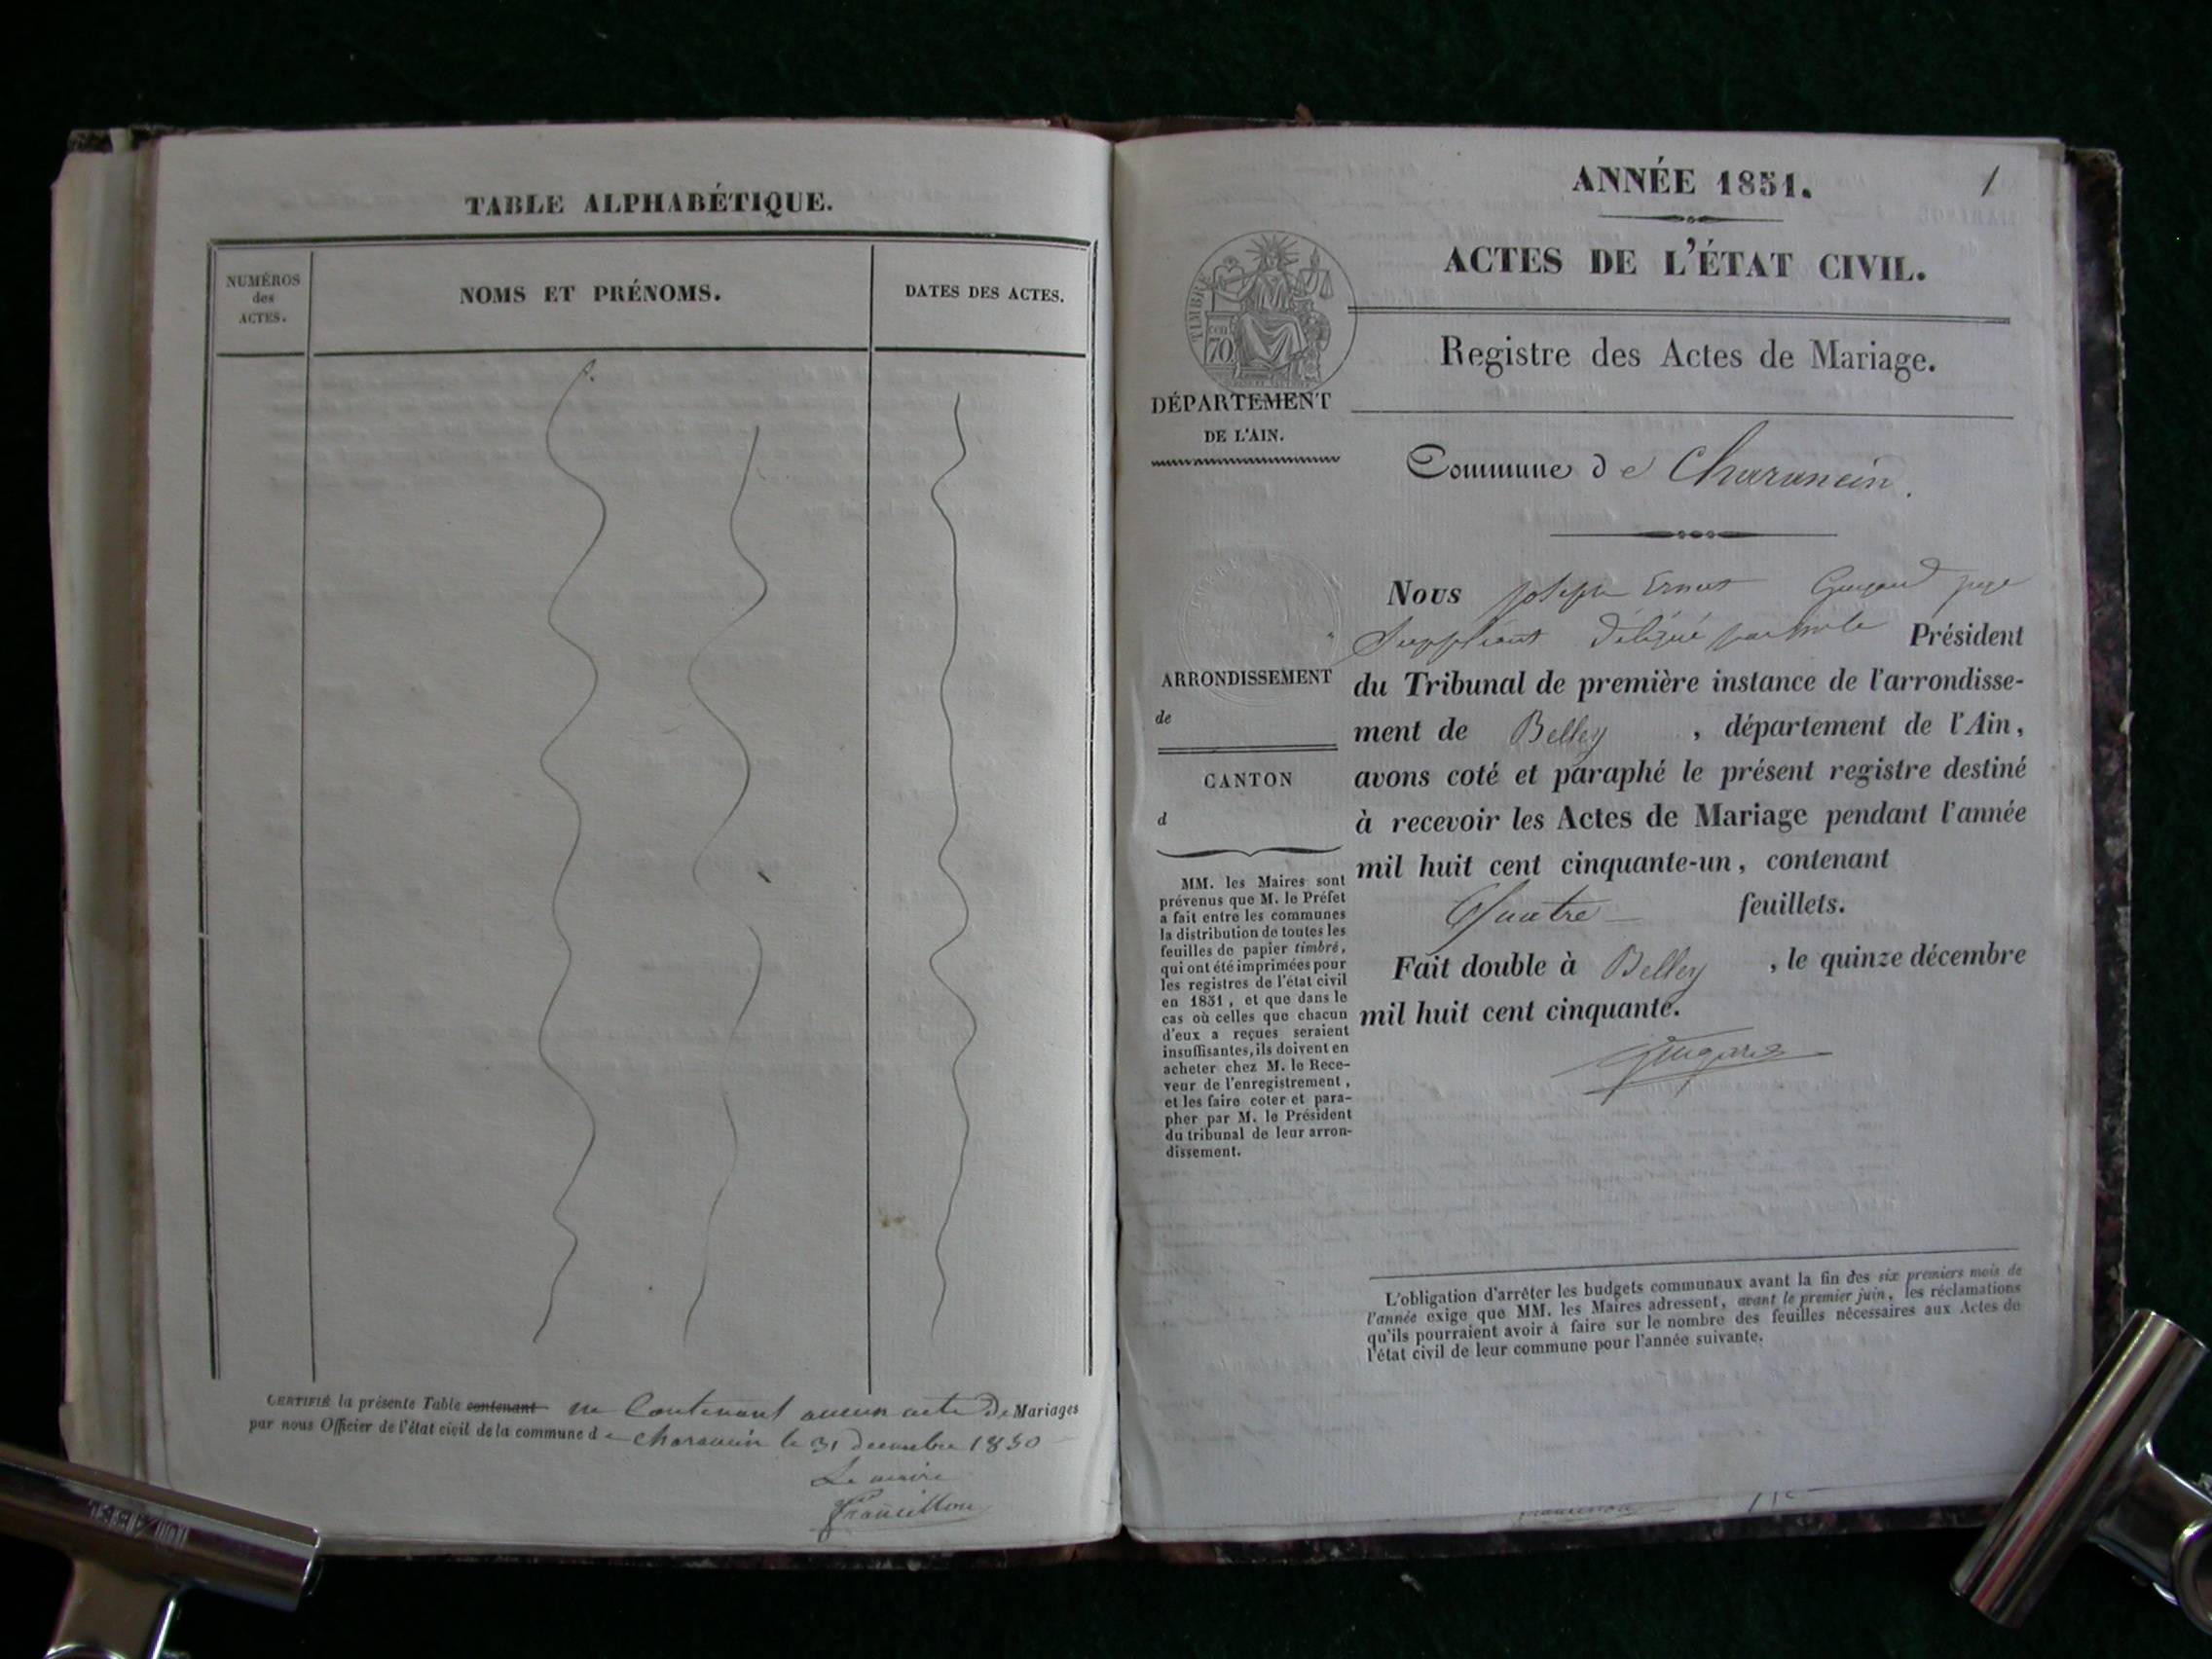 TABLE ALPHABÉTIQUE.
NUMÉROS
des
ACTES.
NOMS ET PRÉNOMS.
DATES DES ACTES.
CERTIFIÉ la présente Table contenant ne Contenant aucun acte De Mariages
par nous Officier de l'état civil de la commune de Charancin le 31 decembre 1850
Le maire
Francillon
ANNÉE 1851.
1
ACTES DE L'ÉTAT CIVIL.
Registre des Actes de Mariage.
TIMBRE
cen
70
DÉPARTEMENT
DE L'AIN.
Commune de Charancin.
ARRONDISSEMENT
de
CANTON
d
MM. les Maires sont
prévenus que M. le Préfet
a fait entre les communes
la distribution de toutes les
feuilles de papier timbré,
qui ont été imprimées pour
les registres de l'état civil
en 1851, et que dans le
cas où celles que chacun
d'eux a reçues seraient
insuffisantes, ils doivent en
acheter chez M. le Rece-
veur de l'enregistrement,
et les faire coter et para-
pher par M. le Président
du tribunal de leur arron-
dissement.
Nous Joseph Ernest juge
Suppléant Délégué Président
du Tribunal de première instance de l'arrondisse-
ment de Belley, département de l'Ain,
avons coté et paraphé le présent registre destiné
à recevoir les Actes de Mariage pendant l'année
mil huit cent cinquante-un, contenant
Quatre feuillets.
Fait double à Belley, le quinze décembre
mil huit cent cinquante.
L'obligation d'arrêter les budgets communaux avant la fin des six premiers mois de
l'année exige que MM. les Maires adressent, avant le premier juin, les réclamations
qu'ils pourraient avoir à faire sur le nombre des feuilles nécessaires aux Actes de
l'état civil de leur commune pour l'année suivante.